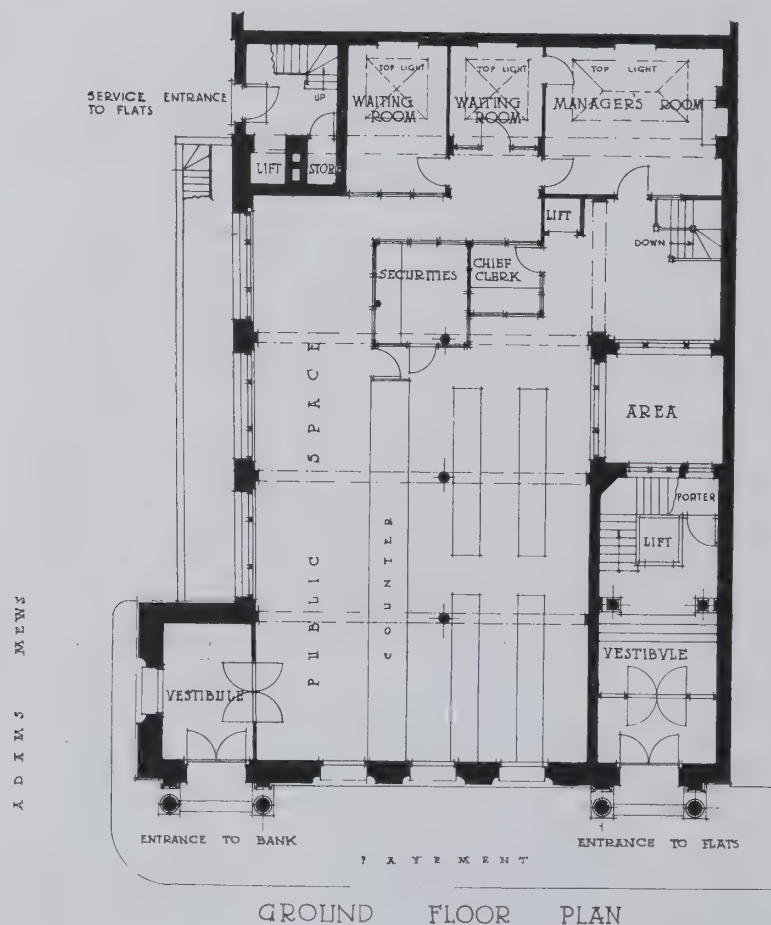 SERVICE ENTRANCE
TO FLATS
UP
TOP LIGHT
WAITING
ROOM
TOP LIGHT
WAITING
ROOM
TOP LIGHT
MANAGERS ROOM
LIFT
STORE
LIFT
DOWN
SECURITIES
CHIEF
CLERK
PUBLIC SPACE
COUNTER
AREA
PORTER
LIFT
VESTIBULE
VESTIBVLE
ADAMS MEWS
ENTRANCE TO BANK
ENTRANCE TO FLATS
PAVEMENT
GROUND FLOOR PLAN